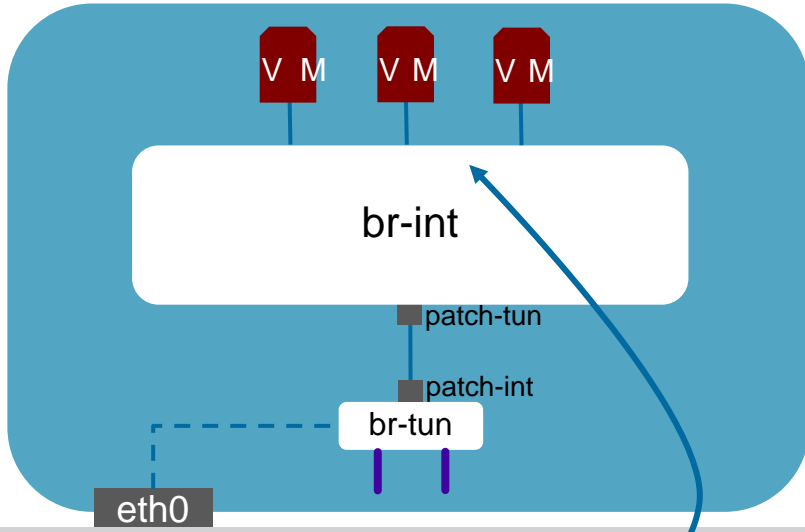 V M V M V M
br-int
patch-tun
patch-int
br-tun
eth0